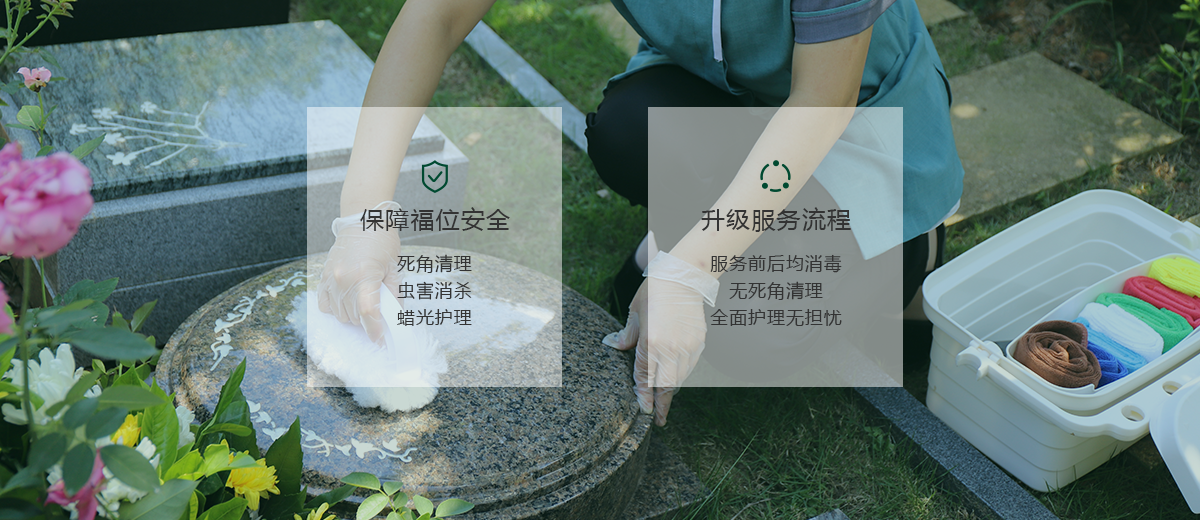 保障福位安全
死角清理
虫害消杀
蜡光护理
升级服务流程
服务前后均消毒
无死角清理
全面护理无担忧